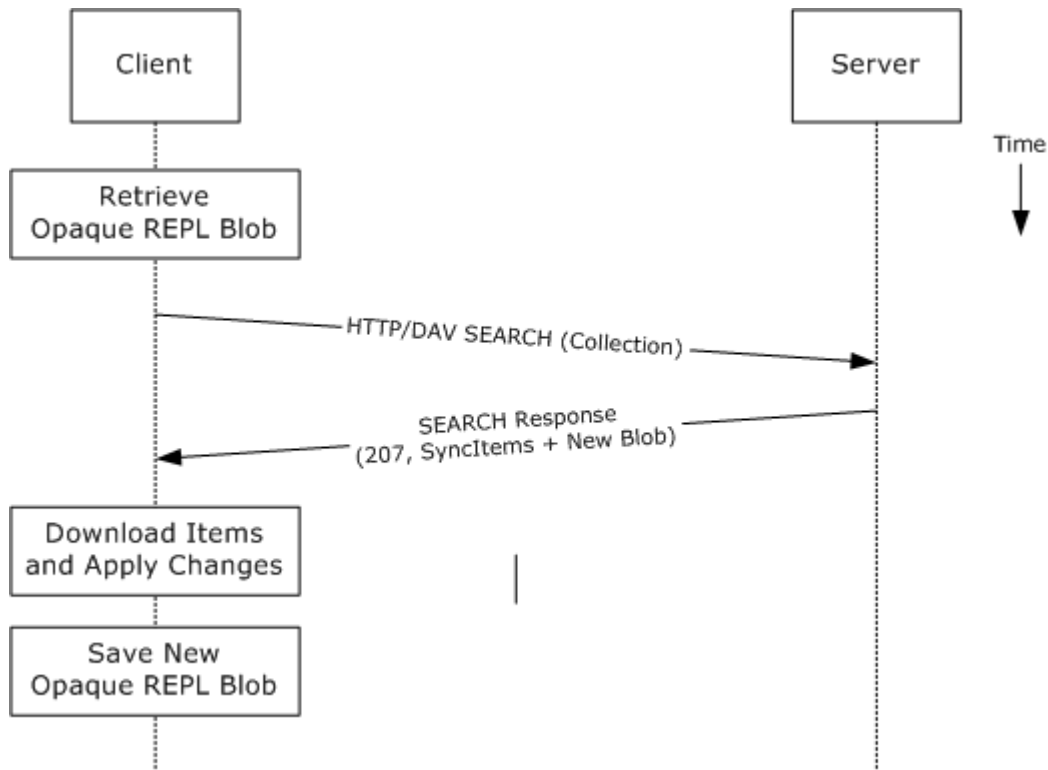 Client
Server
Time
Retrieve
Opaque REPL Blob
HTTP/DAV SEARCH (Collection)
SEARCH Response
(207, SyncItems + New Blob)
Download Items
and Apply Changes
Save New
Opaque REPL Blob